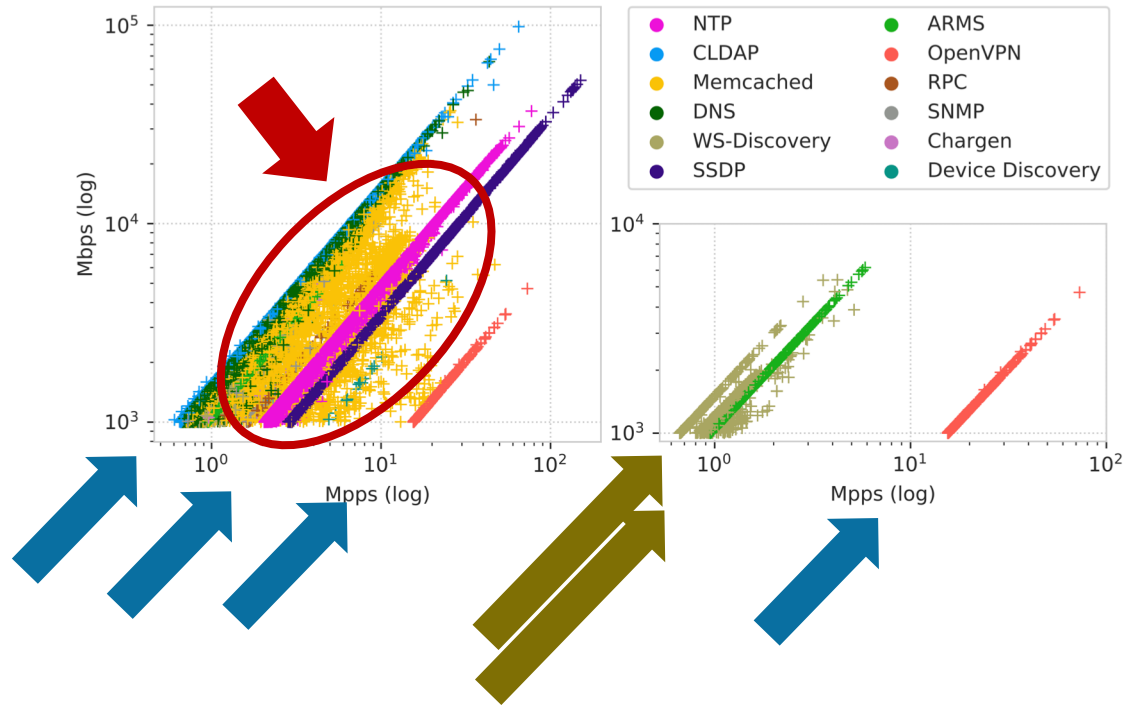 Mbps (log)
10⁵
10⁴
10³
10⁰
10¹
10²
Mpps (log)
NTP
CLDAP
Memcached
DNS
WS-Discovery
SSDP
ARMS
OpenVPN
RPC
SNMP
Chargen
Device Discovery
10⁴
10³
10⁰
10¹
10²
Mpps (log)